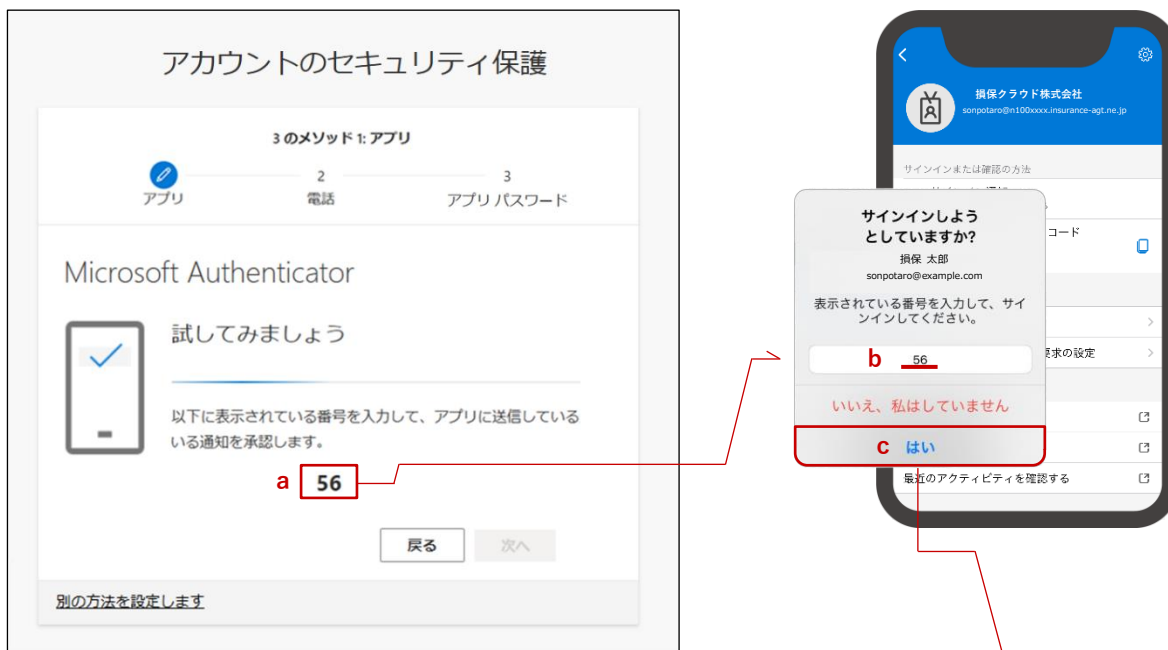 アカウントのセキュリティ保護
3 のメソッド 1: アプリ
アプリ
2
電話
3
アプリ パスワード
Microsoft Authenticator
試してみましょう
以下に表示されている番号を入力して、アプリに送信している
いる通知を承認します。
a 56
戻る
次へ
別の方法を設定します
損保クラウド株式会社
sonpotaro@n100xxxx.insurance-agt.ne.jp
サインインまたは確認の方法
コード
サインインしよう
としていますか?
損保 太郎
sonpotaro@example.com
表示されている番号を入力して、サイ
ンインしてください。
b 56
要求の設定
いいえ、私はしていません
c はい
最近のアクティビティを確認する